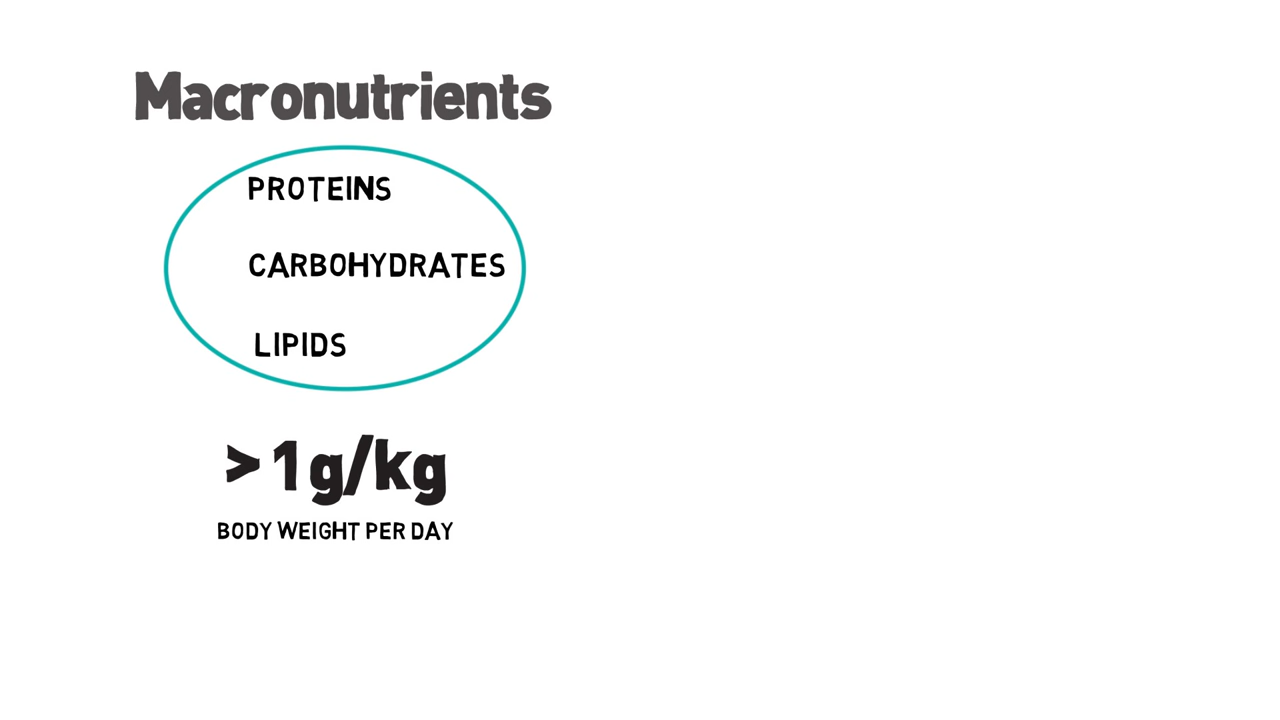 Macronutrients
PROTEINS
CARBOHYDRATES
LIPIDS
> 1g/kg
BODY WEIGHT PER DAY